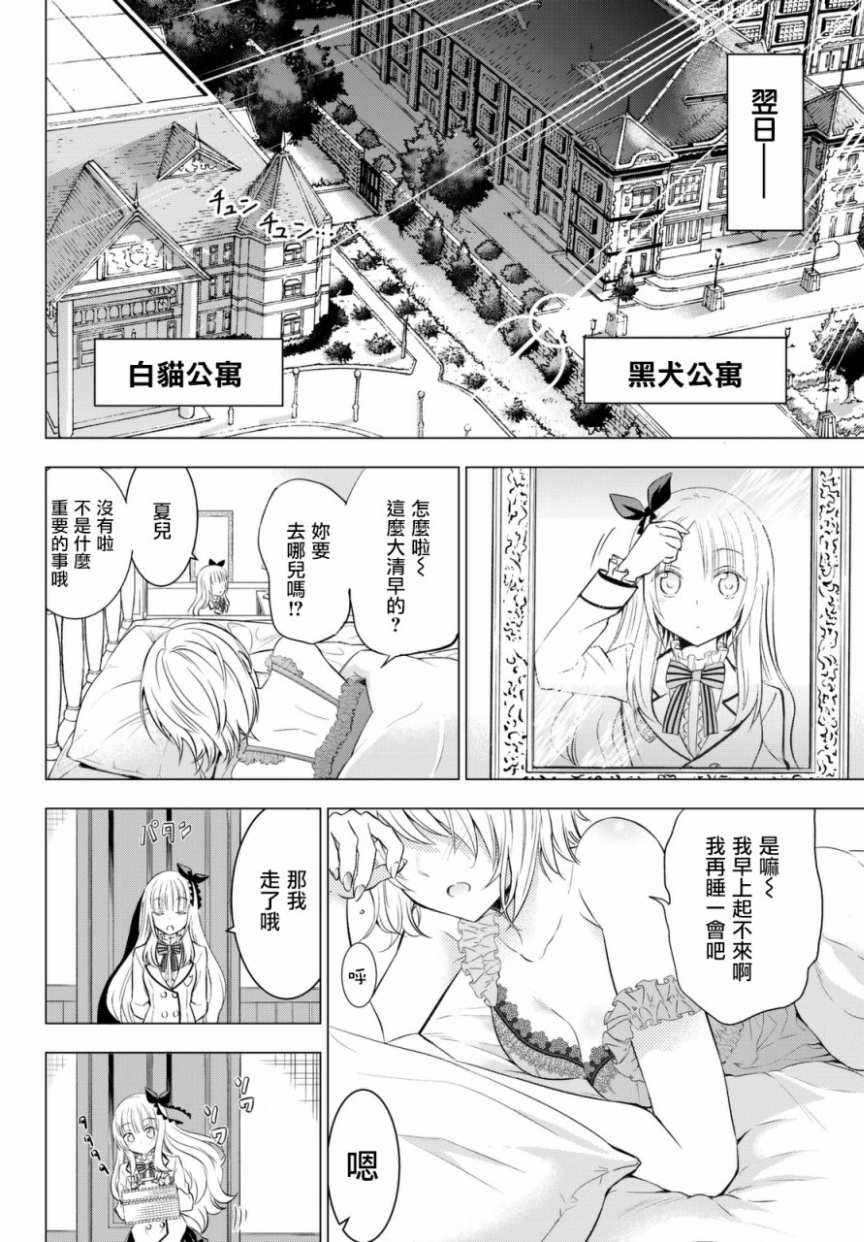 翌日──
黑犬公寓
白貓公寓
チュン
チュン…
怎麼啦~
這麼大清早的?
妳要
去哪兒嗎!?
夏兒
沒有啦
不是什麼
重要的事哦
是嘛~
我早上起不來啊
我再睡一會吧
呼
嗯
那我
走了哦
パタン
ソワ
ソワ